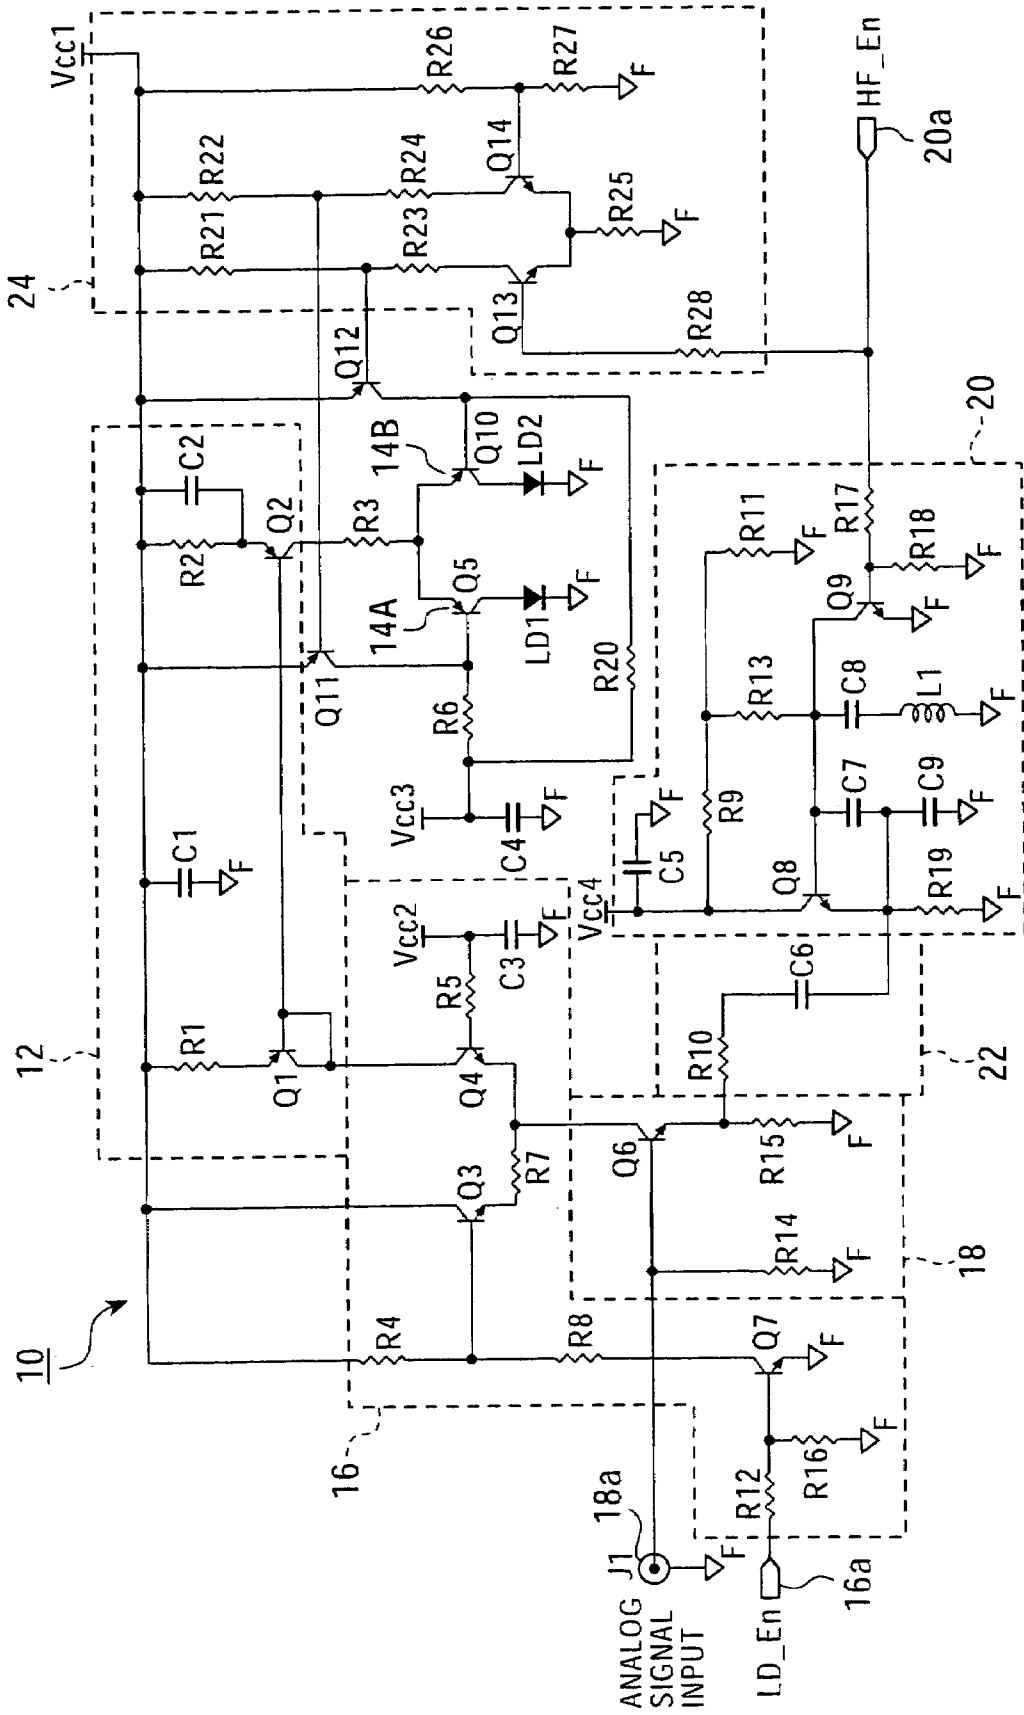 10
12
24
Vcc1
R1
C1
R2
C2
R21
R22
R26
Q1
Q2
Q11
Q12
R23
R24
R27
F
F
R4
16
Q3
Q4
R5
Vcc2
C3
F
Vcc3
C4
F
R6
14A
Q5
R3
14B
Q10
LD1
F
LD2
F
Q13
Q14
R25
F
R7
R8
R20
R28
J1
18a
ANALOG
SIGNAL
INPUT
F
Q6
R10
C6
22
Vcc4
C5
F
R9
R13
R11
F
20
R14
F
R15
F
18
Q8
C7
C8
L1
F
Q9
R17
R18
F
F
HF_En
20a
R19
F
C9
F
LD_En
16a
R12
R16
F
Q7
F